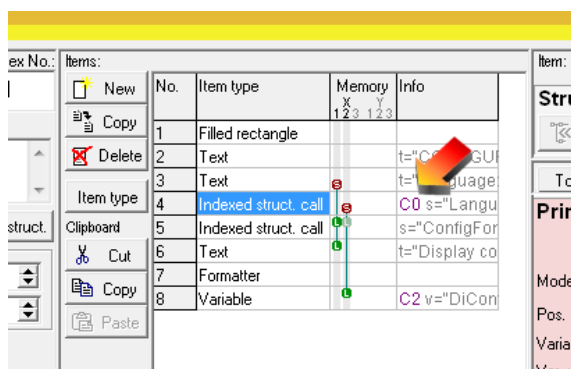 ex No.:
Items:
Item:
New
Copy
Delete
Item type
Clipboard
Cut
Copy
Paste
struct.
No. Item type Memory Info
X Y
1 2 3 1 2 3
1 Filled rectangle
2 Text
3 Text
4 Indexed struct. call C0 s="Langu
5 Indexed struct. call s="ConfigFor
6 Text t="Display co
7 Formatter
8 Variable C2 v="DiCon
S
S
L L
L
L
Stru
To
Prin
Mode
Pos.
Varia